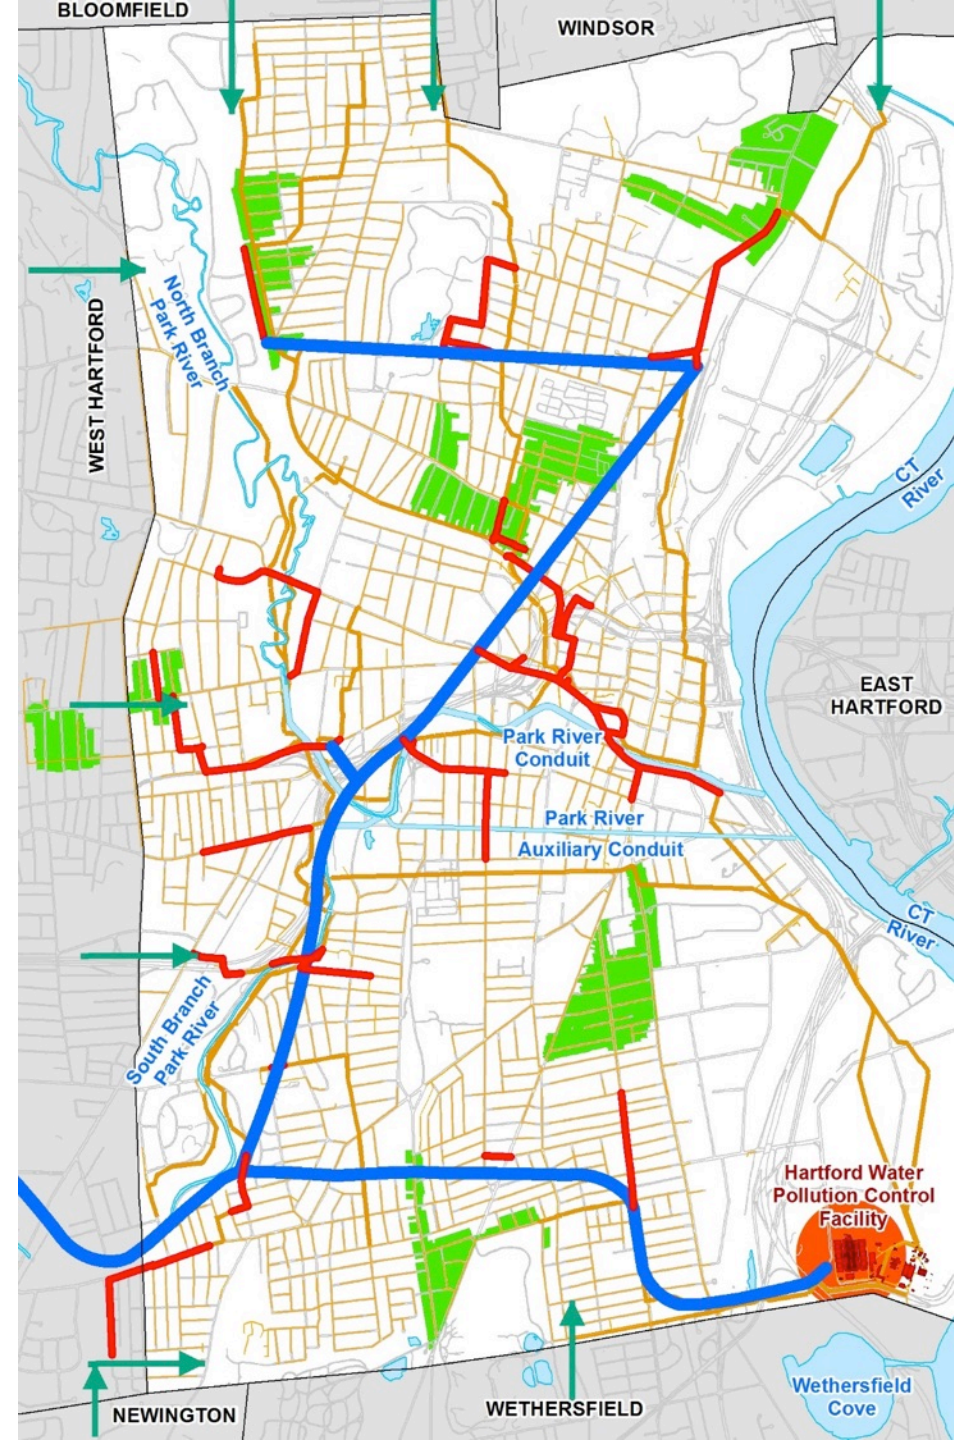 BLOOMFIELD
WINDSOR
North Branch
Park River
WEST HARTFORD
CT
River
EAST
HARTFORD
Park River
Conduit
Park River
Auxiliary Conduit
CT
River
South Branch
Park River
Hartford Water
Pollution Control
Facility
Wethersfield
Cove
NEWINGTON
WETHERSFIELD